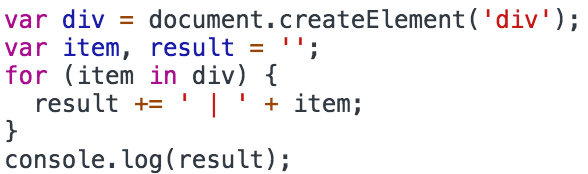 var div = document.createElement('div');
var item, result = '';
for (item in div) {
  result += ' | ' + item;
}
console.log(result);